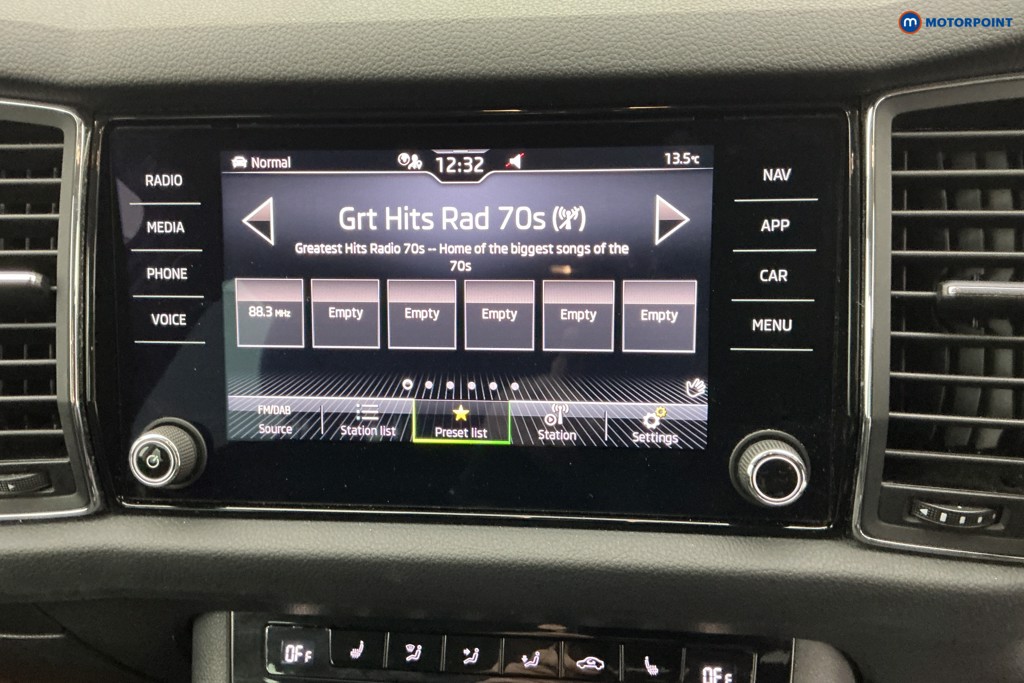 m MOTORPOINT
Normal 12:32 13.5°C
RADIO
MEDIA
PHONE
VOICE
Grt Hits Rad 70s
Greatest Hits Radio 70s -- Home of the biggest songs of the
70s
88.3 MHz Empty Empty Empty Empty Empty
FM/DAB
Source Station list Preset list Station Settings
NAV
APP
CAR
MENU
OFF OFF